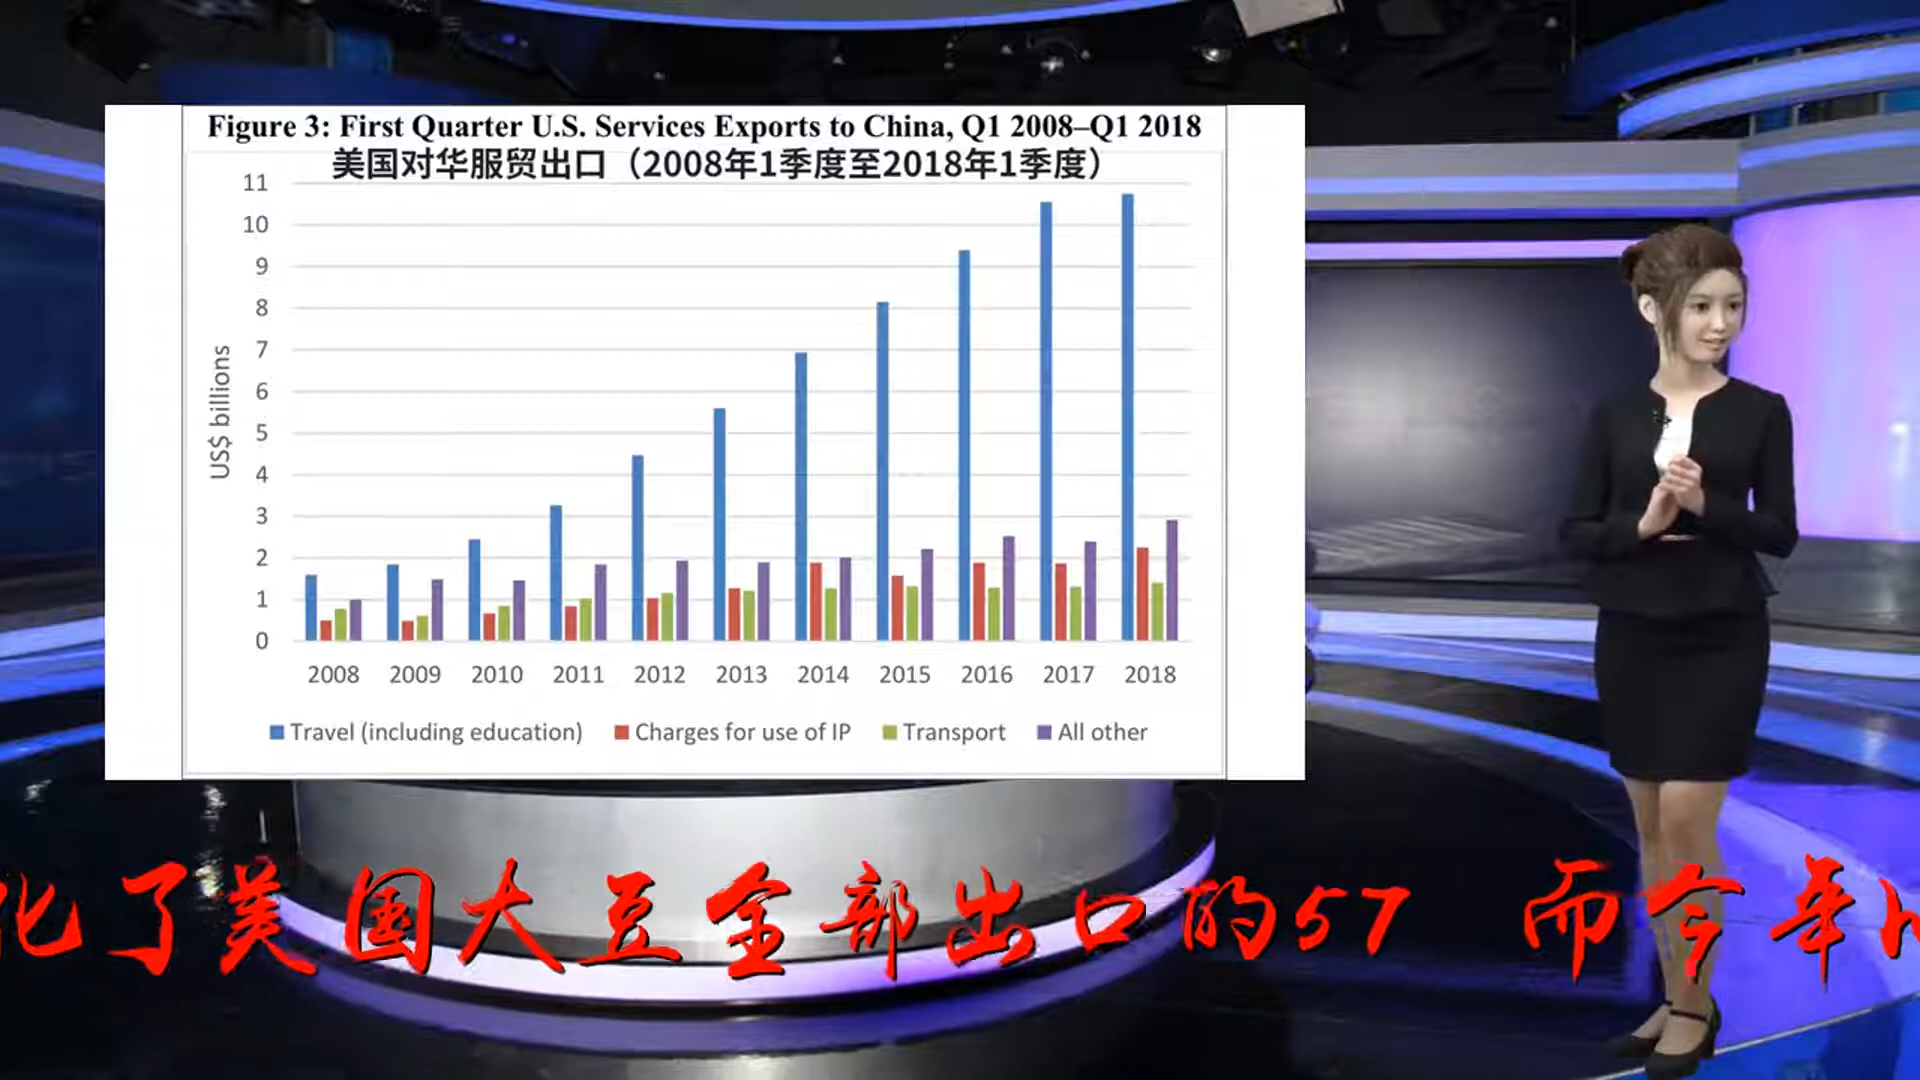 Figure 3: First Quarter U.S. Services Exports to China, Q1 2008–Q1 2018
美国对华服贸出口（2008年1季度至2018年1季度）
US$ billions
11
10
9
8
7
6
5
4
3
2
1
0
2008 2009 2010 2011 2012 2013 2014 2015 2016 2017 2018
Travel (including education) Charges for use of IP Transport All other
化了美国大豆全部出口的57 而今年